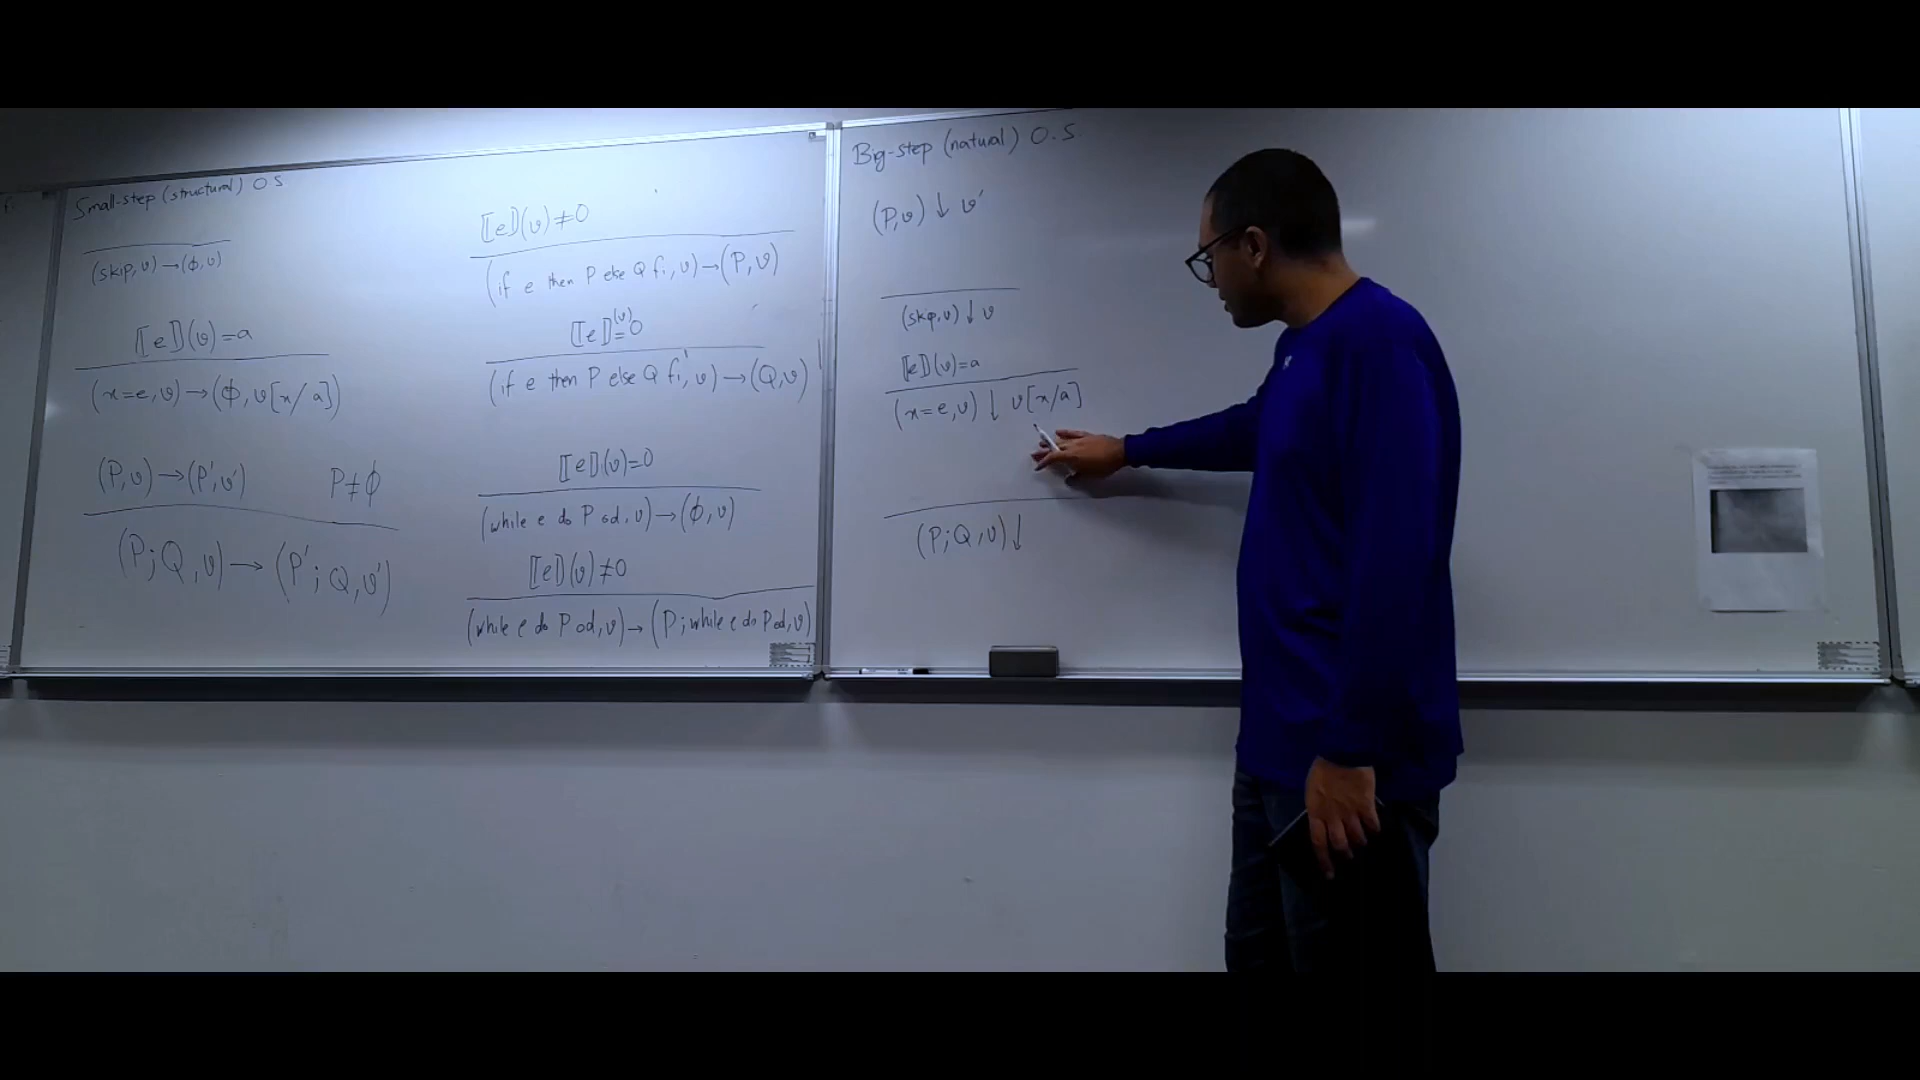 Small-step (structural) O S
(skip, v) → (ϕ, v)
⟦e⟧(v) = a
(x=e, v) → (ϕ, v[x/a])
(P, v) → (P', v') P ≠ ϕ
(P; Q, v) → (P'; Q, v')
⟦e⟧(v) ≠ 0
(if e then P else Q fi, v) → (P, v)
⟦e⟧(v) = 0
(if e then P else Q fi, v) → (Q, v)
⟦e⟧(v) = 0
(while e do P od, v) → (ϕ, v)
⟦e⟧(v) ≠ 0
(while e do P od, v) → (P; while e do P od, v)
Big-step (natural) O.S.
(P, v) ↓ v'
(skip, v) ↓ v
⟦e⟧(v) = a
(x=e, v) ↓ v[x/a]
(P; Q, v) ↓